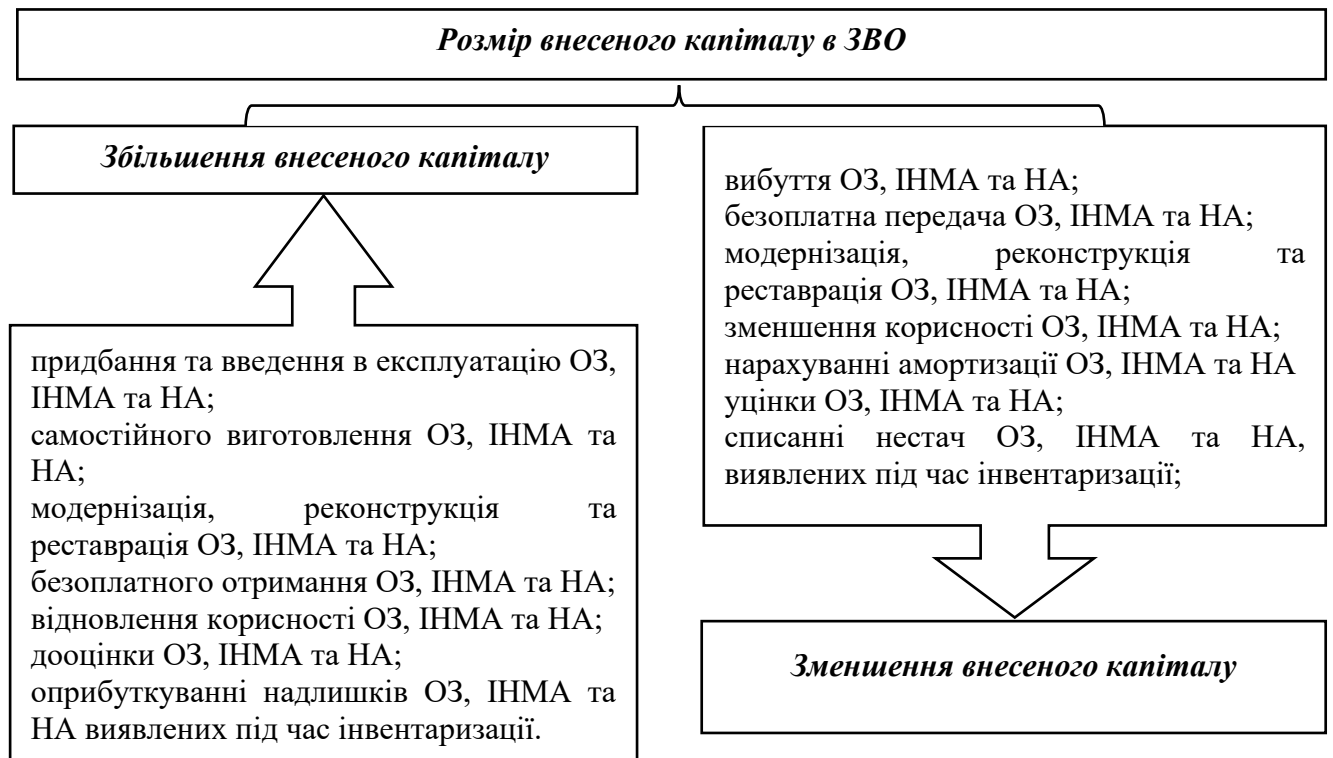 Розмір внесеного капіталу в ЗВО
Збільшення внесеного капіталу
придбання та введення в експлуатацію ОЗ,
ІНМА та НА;
самостійного виготовлення ОЗ, ІНМА та
НА;
модернізація, реконструкція та
реставрація ОЗ, ІНМА та НА;
безоплатного отримання ОЗ, ІНМА та НА;
відновлення корисності ОЗ, ІНМА та НА;
дооцінки ОЗ, ІНМА та НА;
оприбуткуванні надлишків ОЗ, ІНМА та
НА виявлених під час інвентаризації.
вибуття ОЗ, ІНМА та НА;
безоплатна передача ОЗ, ІНМА та НА;
модернізація, реконструкція та
реставрація ОЗ, ІНМА та НА;
зменшення корисності ОЗ, ІНМА та НА;
нарахуванні амортизації ОЗ, ІНМА та НА
уцінки ОЗ, ІНМА та НА;
списанні нестач ОЗ, ІНМА та НА,
виявлених під час інвентаризації;
Зменшення внесеного капіталу